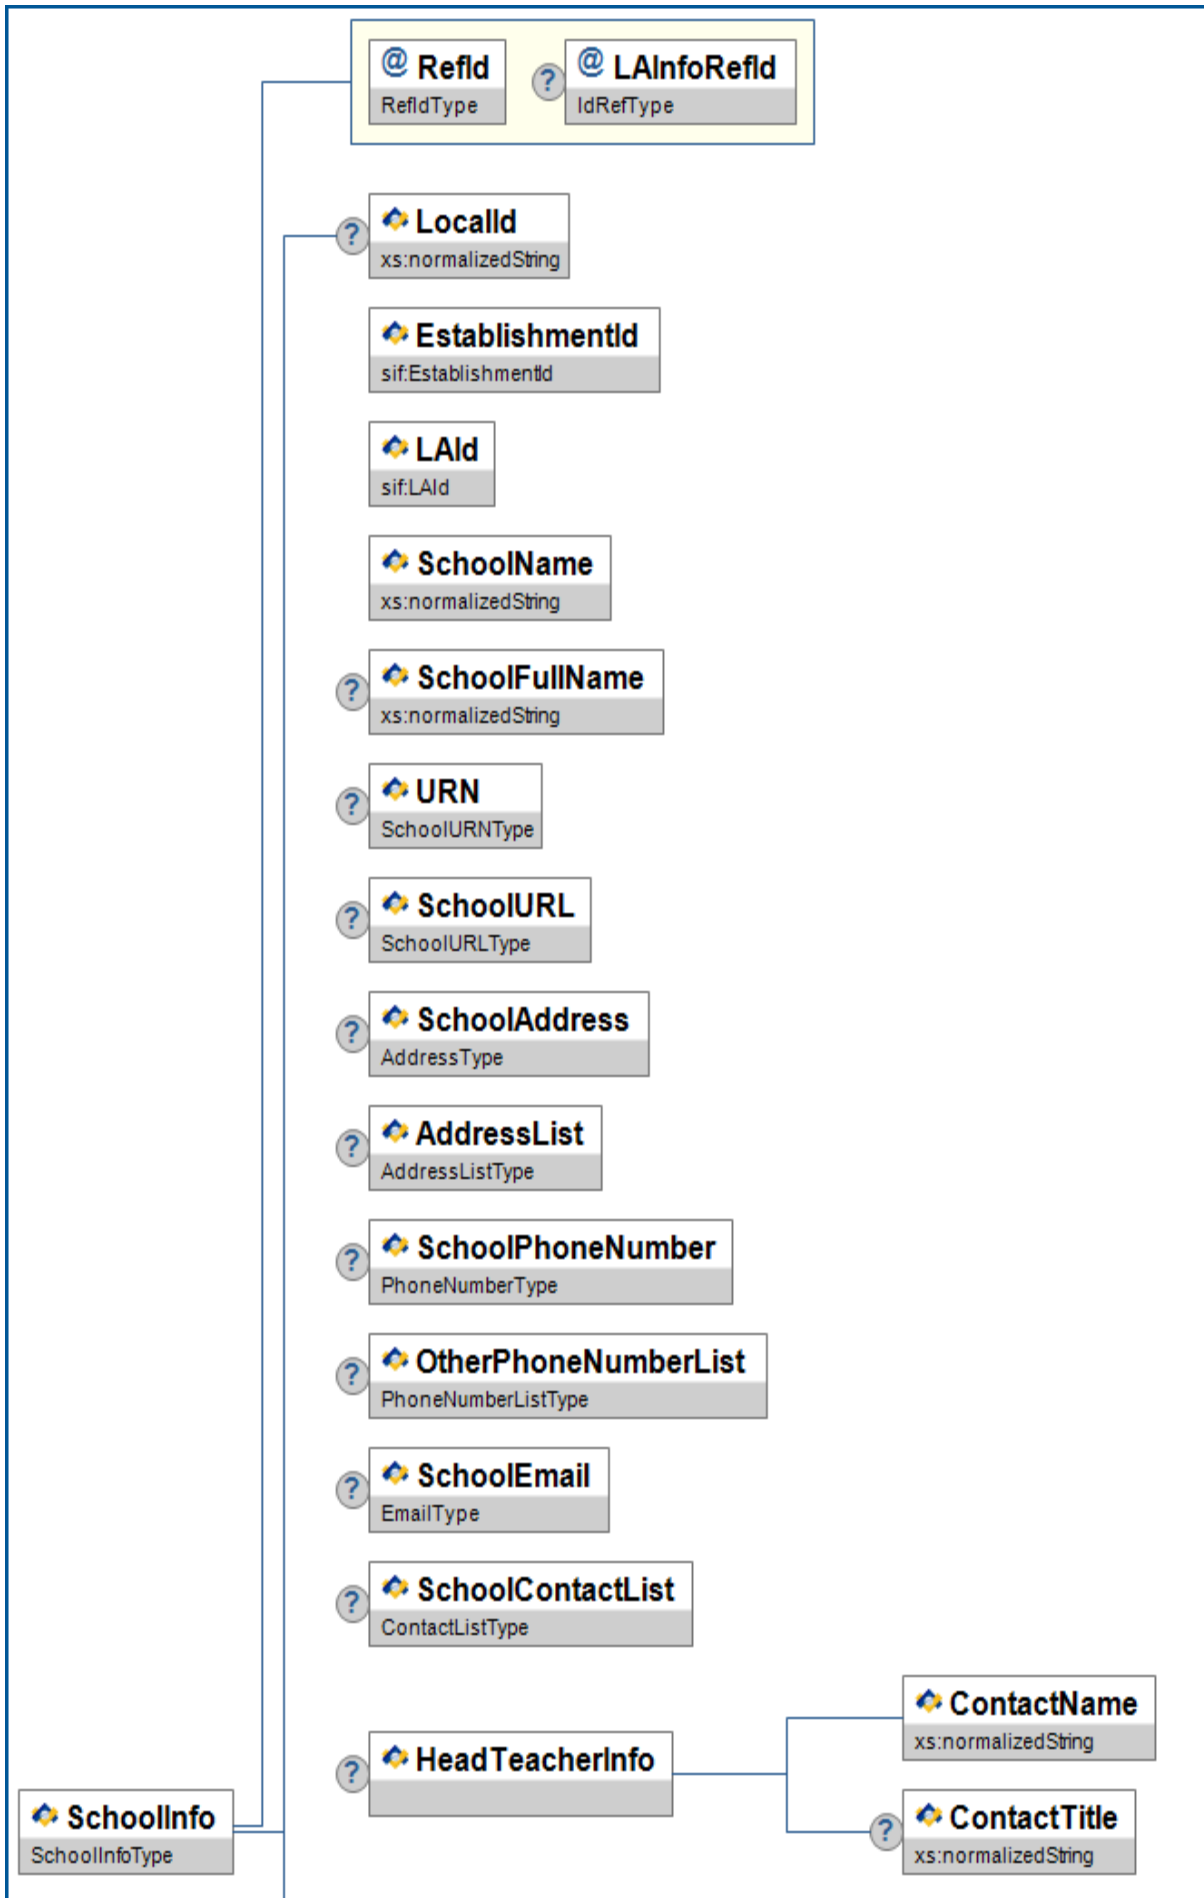 @ RefId
RefIdType
? @ LAInfoRefId
IdRefType
? LocalId
xs:normalizedString
EstablishmentId
sif:EstablishmentId
LAId
sif:LAId
SchoolName
xs:normalizedString
? SchoolFullName
xs:normalizedString
? URN
SchoolURNType
? SchoolURL
SchoolURLType
? SchoolAddress
AddressType
? AddressList
AddressListType
? SchoolPhoneNumber
PhoneNumberType
? OtherPhoneNumberList
PhoneNumberListType
? SchoolEmail
EmailType
? SchoolContactList
ContactListType
? HeadTeacherInfo
ContactName
xs:normalizedString
? ContactTitle
xs:normalizedString
SchoolInfo
SchoolInfoType